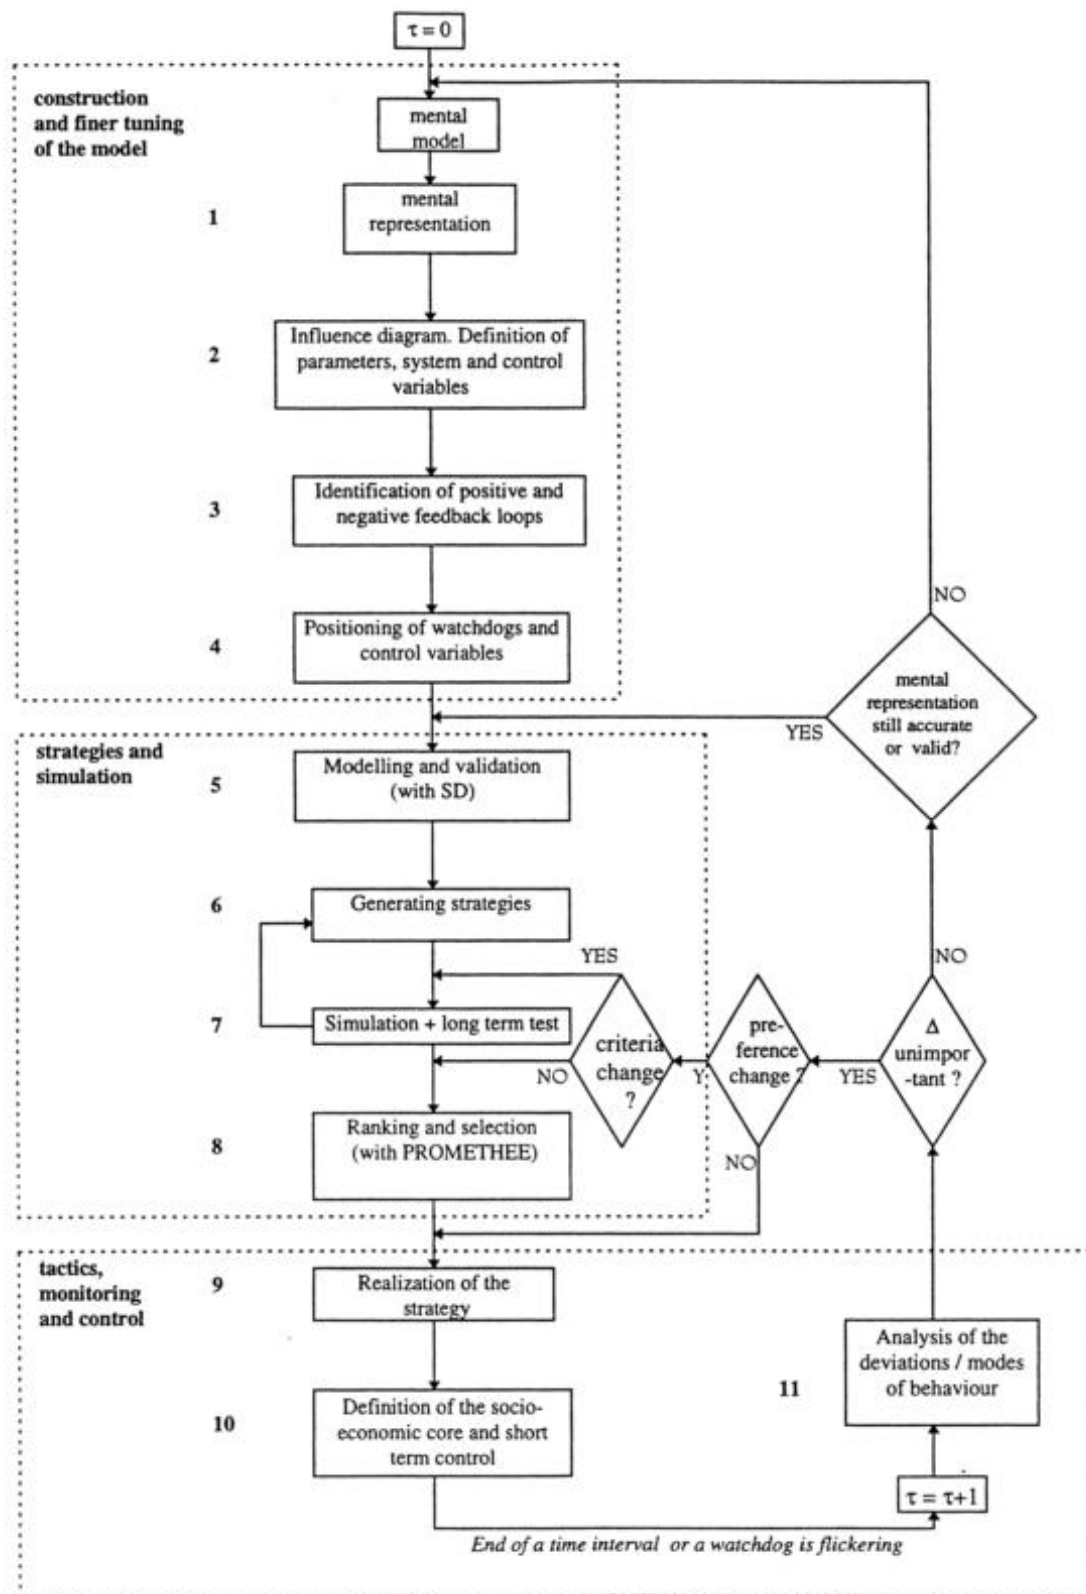 τ = 0
construction
and finer tuning
of the model
mental
model
1
mental
representation
2
Influence diagram. Definition of
parameters, system and control
variables
3
Identification of positive and
negative feedback loops
4
Positioning of watchdogs and
control variables
NO
mental
representation
still accurate
or valid?
YES
strategies and
simulation
5
Modelling and validation
(with SD)
6
Generating strategies
YES
NO
7
Simulation + long term test
criteria
change
?
NO
pre-
ference
change ?
Y
YES
Δ
unimpor
-tant ?
NO
8
Ranking and selection
(with PROMETHEE)
tactics,
monitoring
and control
9
Realization of the
strategy
10
Definition of the socio-
economic core and short
term control
11
Analysis of the
deviations / modes
of behaviour
τ = τ+1
End of a time interval or a watchdog is flickering